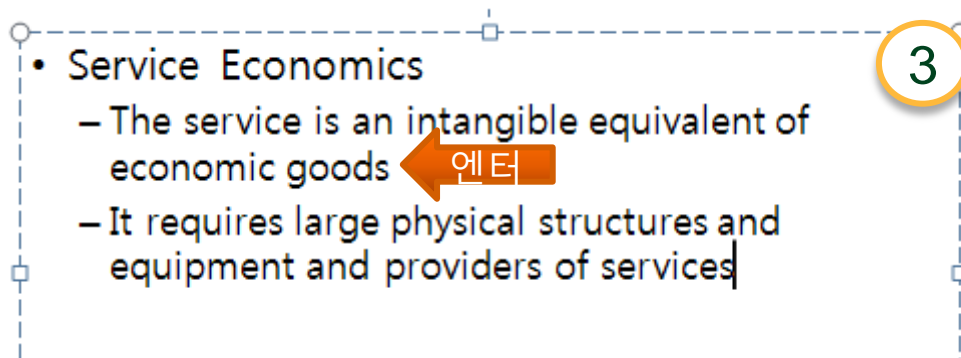 • Service Economics
3
– The service is an intangible equivalent of
economic goods
엔터
– It requires large physical structures and
equipment and providers of services